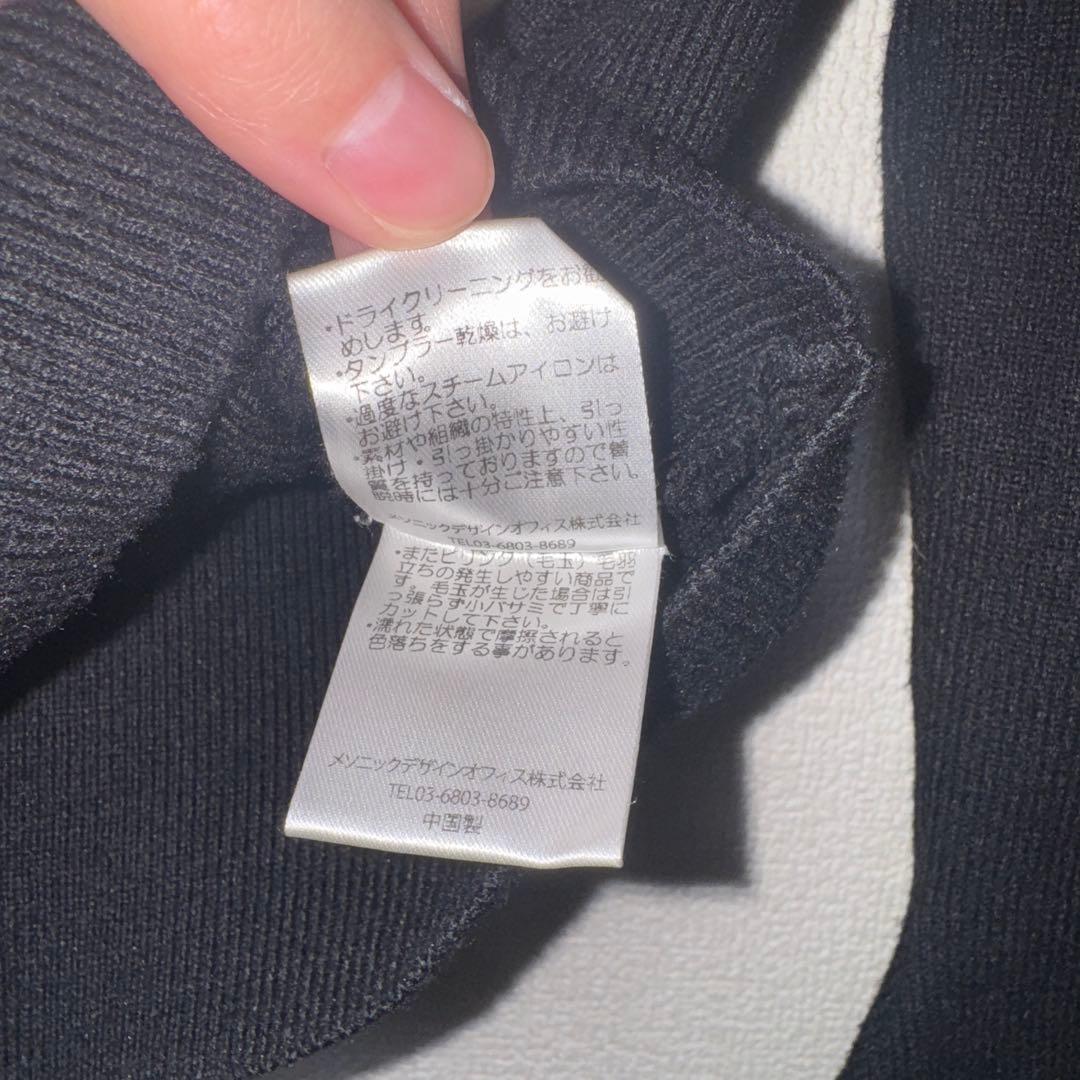 ・ドライクリーニングをお勧
めします。
・タンブラー乾燥は、お避け
下さい。
・過度なスチームアイロンは
お避け下さい。
・素材や組織の特性上、引っ
掛け・引っ掛かりやすい性
質を持っておりますので着
脱時には十分ご注意下さい。
メソニックデザインオフィス株式会社
TEL03-6803-8689
・またピリング(毛玉)毛羽
立ちの発生しやすい商品で
す。毛玉が生じた場合は引
っ張らず小バサミで丁寧に
カットして下さい。
・濡れた状態で摩擦されると
色落ちをする事があります。
メソニックデザインオフィス株式会社
TEL03-6803-8689
中国製